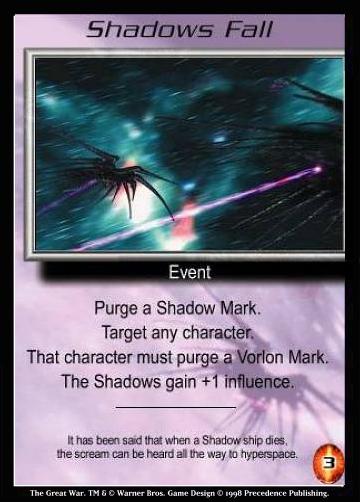 Shadows Fall
Event
Purge a Shadow Mark.
Target any character.
That character must purge a Vorlon Mark.
The Shadows gain +1 influence.
It has been said that when a Shadow ship dies,
the scream can be heard all the way to hyperspace.
3
The Great War. TM & © Warner Bros. Game Design © 1998 Precedence Publishing.